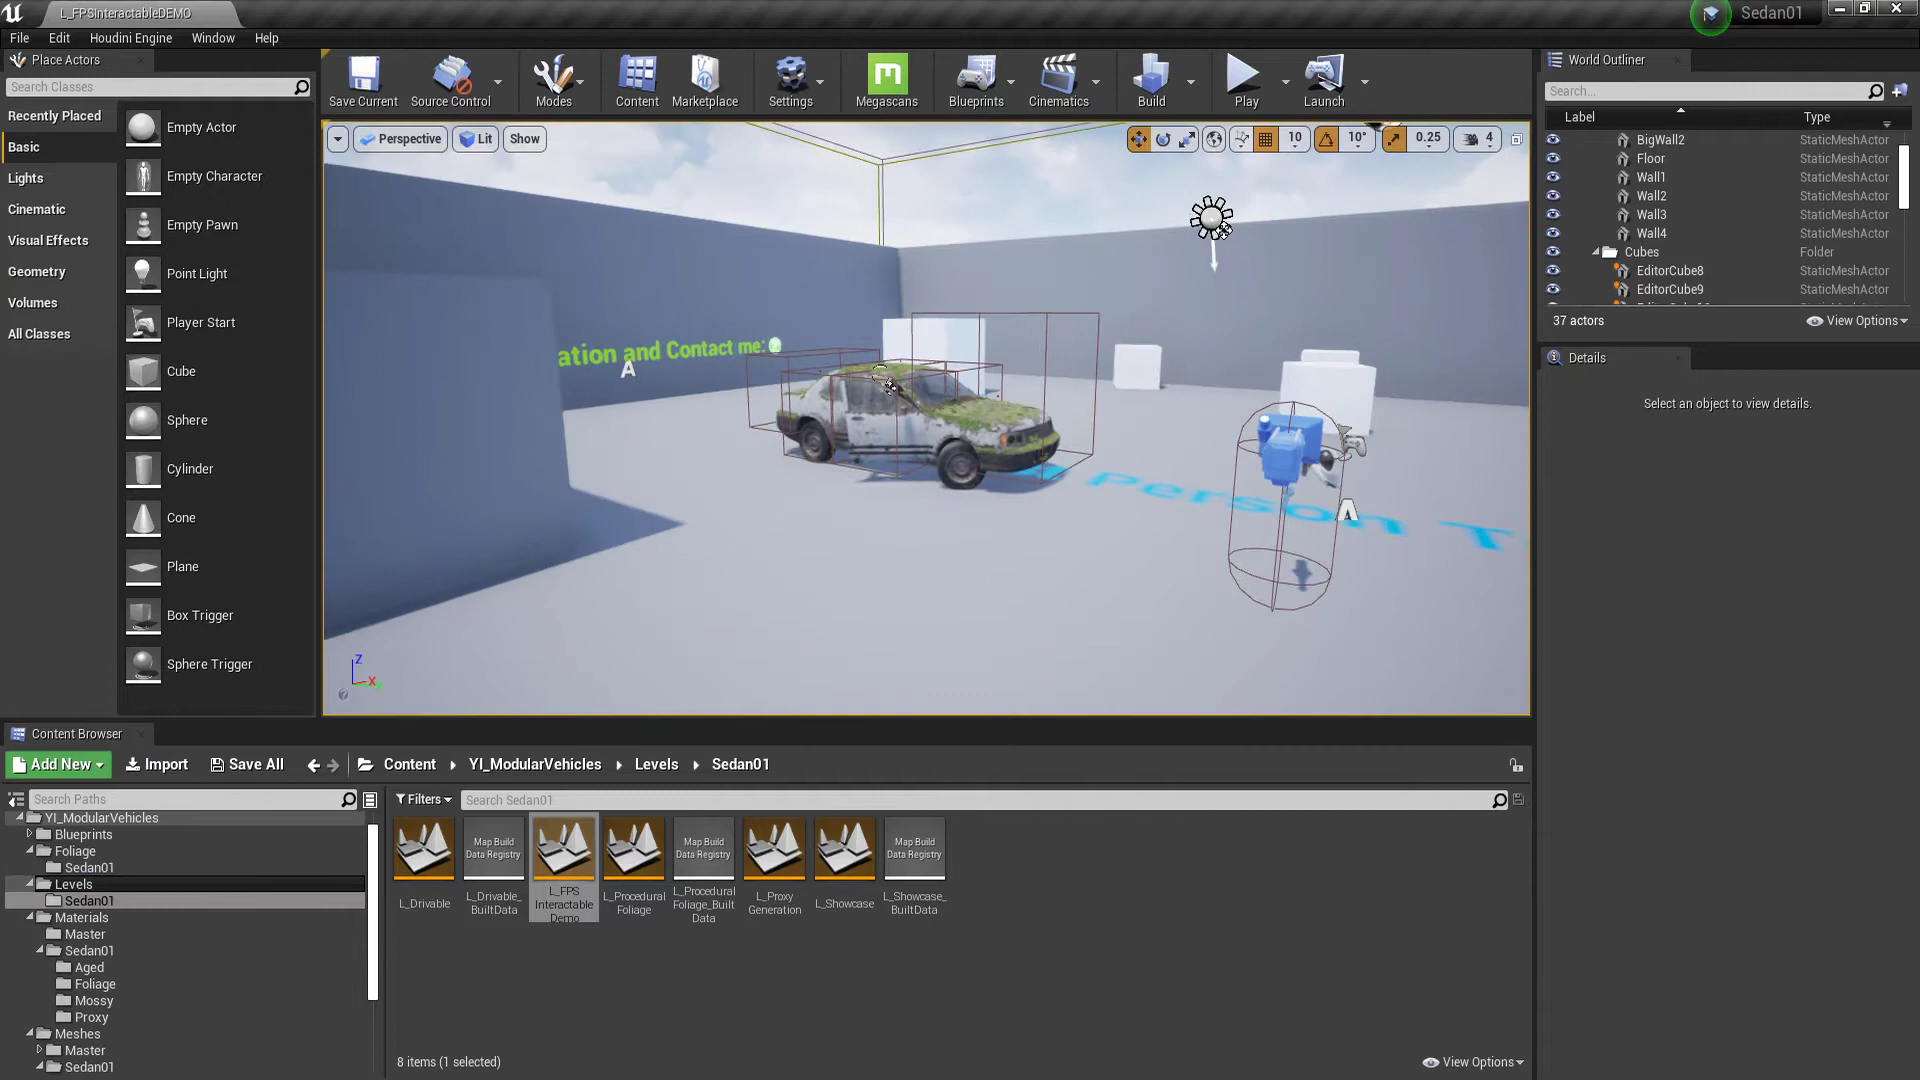 L_FPSInteractableDEMO
Sedan01
File Edit Houdini Engine Window Help
Place Actors
Search Classes
Recently Placed
Basic
Lights
Cinematic
Visual Effects
Geometry
Volumes
All Classes
Empty Actor
Empty Character
Empty Pawn
Point Light
Player Start
Cube
Sphere
Cylinder
Cone
Plane
Box Trigger
Sphere Trigger
Save Current Source Control Modes Content Marketplace Settings Megascans Blueprints Cinematics Build Play Launch
Perspective Lit Show
10 10° 0.25 4
ation and Contact me:
A
Person T
A
Z
X
World Outliner
Search...
Label Type
BigWall2 StaticMeshActor
Floor StaticMeshActor
Wall1 StaticMeshActor
Wall2 StaticMeshActor
Wall3 StaticMeshActor
Wall4 StaticMeshActor
Cubes Folder
EditorCube8 StaticMeshActor
EditorCube9 StaticMeshActor
37 actors View Options
Details
Select an object to view details.
Content Browser
Add New Import Save All Content YI_ModularVehicles Levels Sedan01
Search Paths
Filters Search Sedan01
YI_ModularVehicles
Blueprints
Foliage
Sedan01
Levels
Sedan01
Materials
Master
Sedan01
Aged
Foliage
Mossy
Proxy
Meshes
Master
Sedan01
Map Build
Data Registry
Map Build
Data Registry
Map Build
Data Registry
L_Drivable
L_Drivable_
BuiltData
L_FPS
Interactable
Demo
L_Procedural
Foliage
L_Procedural
Foliage_Built
Data
L_Proxy
Generation
L_Showcase
L_Showcase_
BuiltData
8 items (1 selected)
View Options